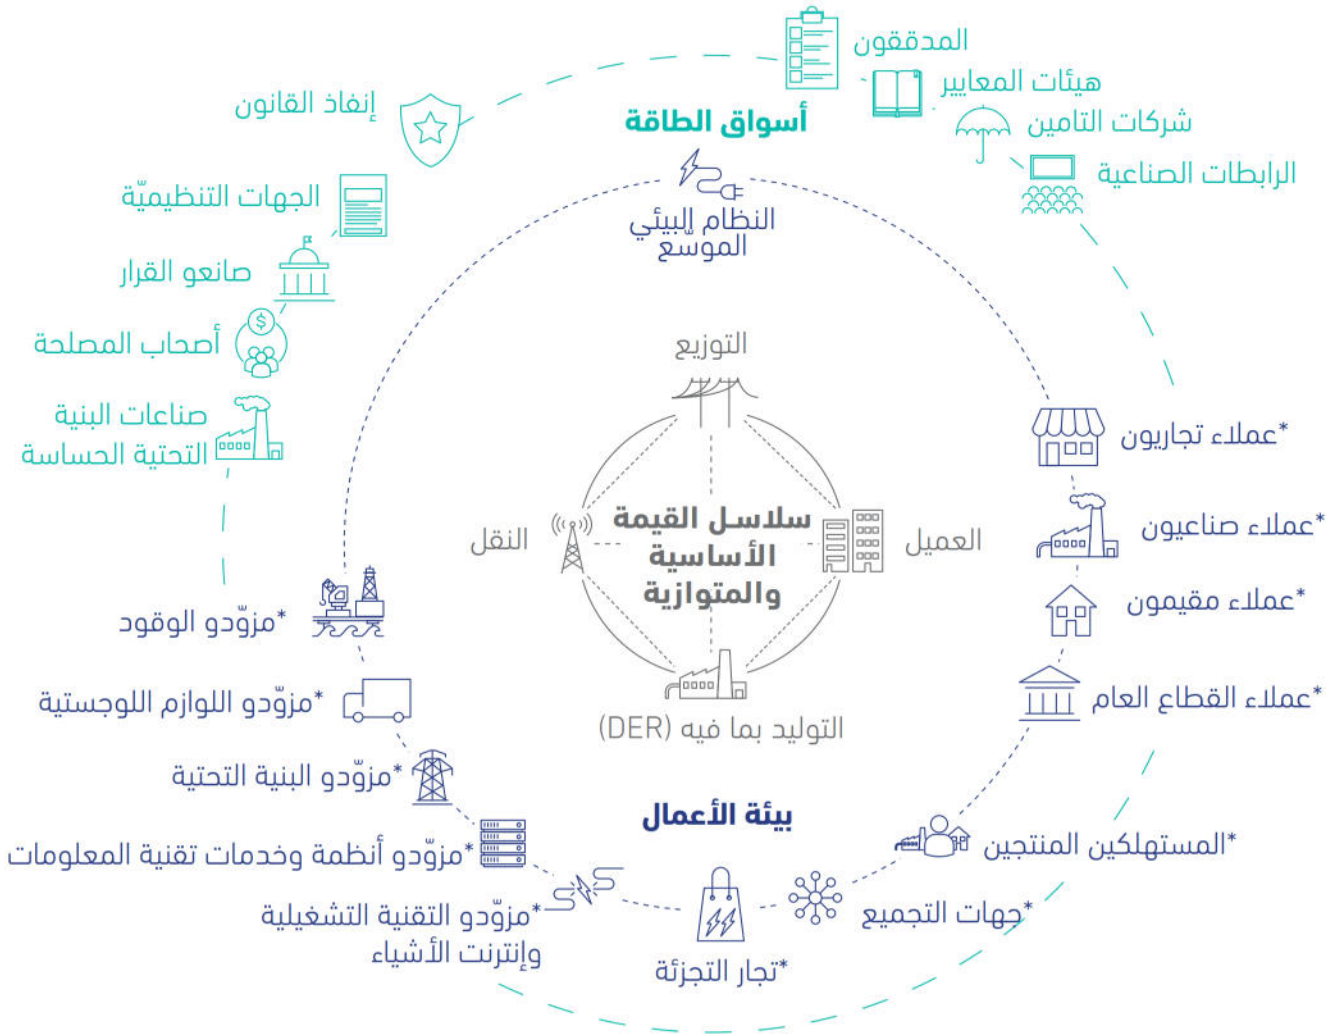 المدققون
هيئات المعايير
شركات التامين
الرابطات الصناعية
إنفاذ القانون
الجهات التنظيميّة
صانعو القرار
أصحاب المصلحة
صناعات البنية
التحتية الحساسة
أسواق الطاقة
النظام البيئي
الموسّع
التوزيع
العميل
النقل
سلاسل القيمة
الأساسية
والمتوازية
التوليد بما فيه (DER)
بيئة الأعمال
*عملاء تجاريون
*عملاء صناعيون
*عملاء مقيمون
*عملاء القطاع العام
*المستهلكين المنتجين
*جهات التجميع
*تجار التجزئة
*مزوّدو التقنية التشغيلية
وإنترنت الأشياء
*مزوّدو أنظمة وخدمات تقنية المعلومات
*مزوّدو البنية التحتية
*مزوّدو اللوازم اللوجستية
*مزوّدو الوقود
$